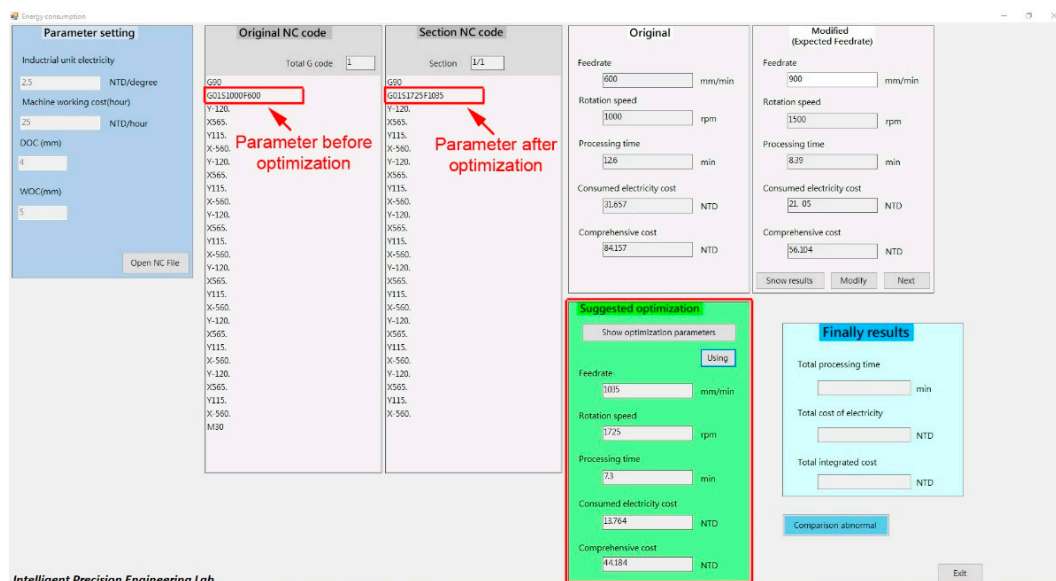 Energy consumption
Parameter setting
Industrial unit electricity
2.5 NTD/degree
Machine working cost(hour)
25 NTD/hour
DOC (mm)
4
WOC(mm)
5
Open NC File
Original NC code
Total G code 1
G90
G01S1000F600
Y-120.
X565.
Y115.
X-560.
Y-120.
X565.
Y115.
X-560.
Y-120.
X565.
Y115.
X-560.
Y-120.
X565.
Y115.
X-560.
Y-120.
X565.
Y115.
X-560.
Y-120.
X565.
Y115.
X-560.
M30
Parameter before
optimization
Section NC code
Section 1/1
G90
G01S1725F1035
Y-120.
X565.
Y115.
X-560.
Y-120.
X565.
Y115.
X-560.
Y-120.
X565.
Y115.
X-560.
Y-120.
X565.
Y115.
X-560.
Y-120.
X565.
Y115.
X-560.
Y-120.
X565.
Y115.
X-560.
Parameter after
optimization
Original
Feedrate
600 mm/min
Rotation speed
1000 rpm
Processing time
12.6 min
Consumed electricity cost
31.657 NTD
Comprehensive cost
84.157 NTD
Modified
(Expected Feedrate)
Feedrate
900 mm/min
Rotation speed
1500 rpm
Processing time
8.39 min
Consumed electricity cost
21. 05 NTD
Comprehensive cost
56.104 NTD
Snow results Modify Next
Suggested optimization
Show optimization parameters
Using
Feedrate
1035 mm/min
Rotation speed
1725 rpm
Processing time
7.3 min
Consumed electricity cost
13.764 NTD
Comprehensive cost
44.184 NTD
Finally results
Total processing time
min
Total cost of electricity
NTD
Total integrated cost
NTD
Comparison abnormal
Exit
Intelligent Precision Engineering Lab